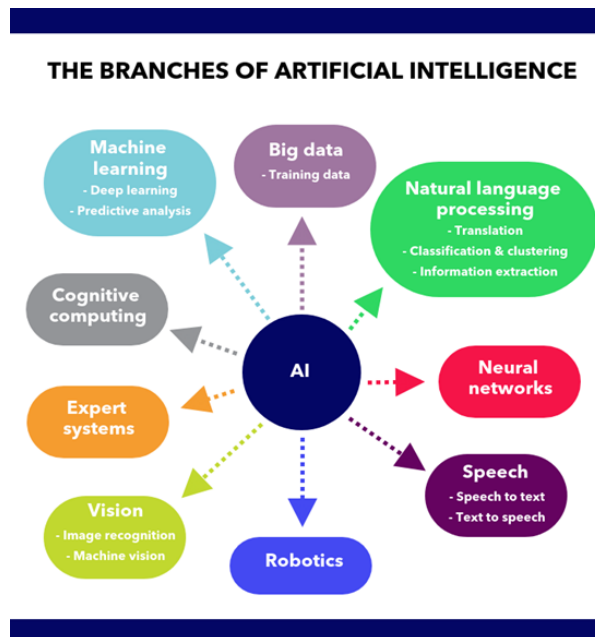 THE BRANCHES OF ARTIFICIAL INTELLIGENCE
Machine
learning
- Deep learning
- Predictive analysis
Big data
- Training data
Natural language
processing
- Translation
- Classification & clustering
- Information extraction
Cognitive
computing
AI
Neural
networks
Expert
systems
Speech
- Speech to text
- Text to speech
Vision
- Image recognition
- Machine vision
Robotics